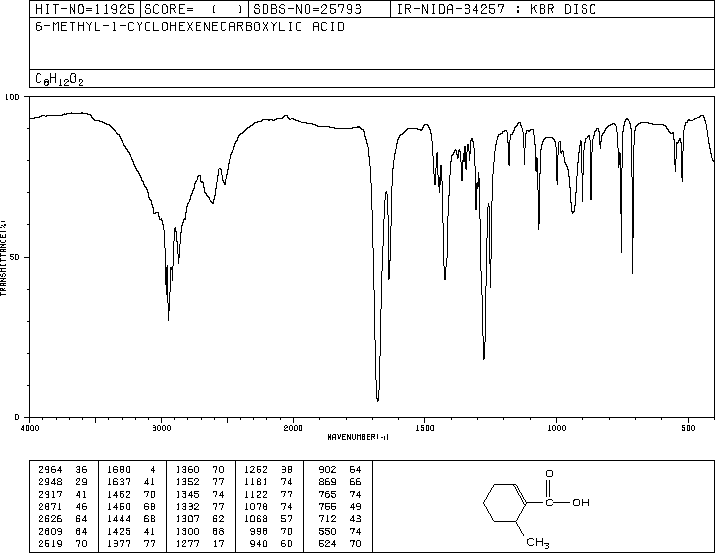 HIT-NO=11925 SCORE= ( ) SDBS-NO=25793 IR-NIDA-34257 : KBR DISC
6-METHYL-1-CYCLOHEXENECARBOXYLIC ACID
C8H12O2
100
50
0
TRANSMITTANCE(%)
4000 3000 2000 1500 1000 500
WAVENUMBER(-1)
2964 36 1680 4 1360 70 1252 38 902 64
2948 29 1637 41 1352 77 1181 74 869 66
2917 41 1462 70 1345 74 1122 77 765 74
2871 46 1450 68 1332 77 1078 74 755 49
2626 64 1444 68 1307 62 1068 57 712 43
2609 64 1425 41 1300 68 998 70 550 74
2519 70 1377 77 1277 17 940 60 524 70
O
C OH
CH3